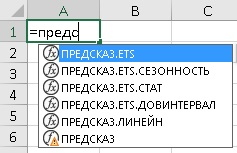 A B C
1 =предс
2 ПРЕДСКАЗ.ETS
3 ПРЕДСКАЗ.ETS.СЕЗОННОСТЬ
ПРЕДСКАЗ.ETS.СТАТ
4 ПРЕДСКАЗ.ETS.ДОВИНТЕРВАЛ
5 ПРЕДСКАЗ.ЛИНЕЙН
6 ПРЕДСКАЗ